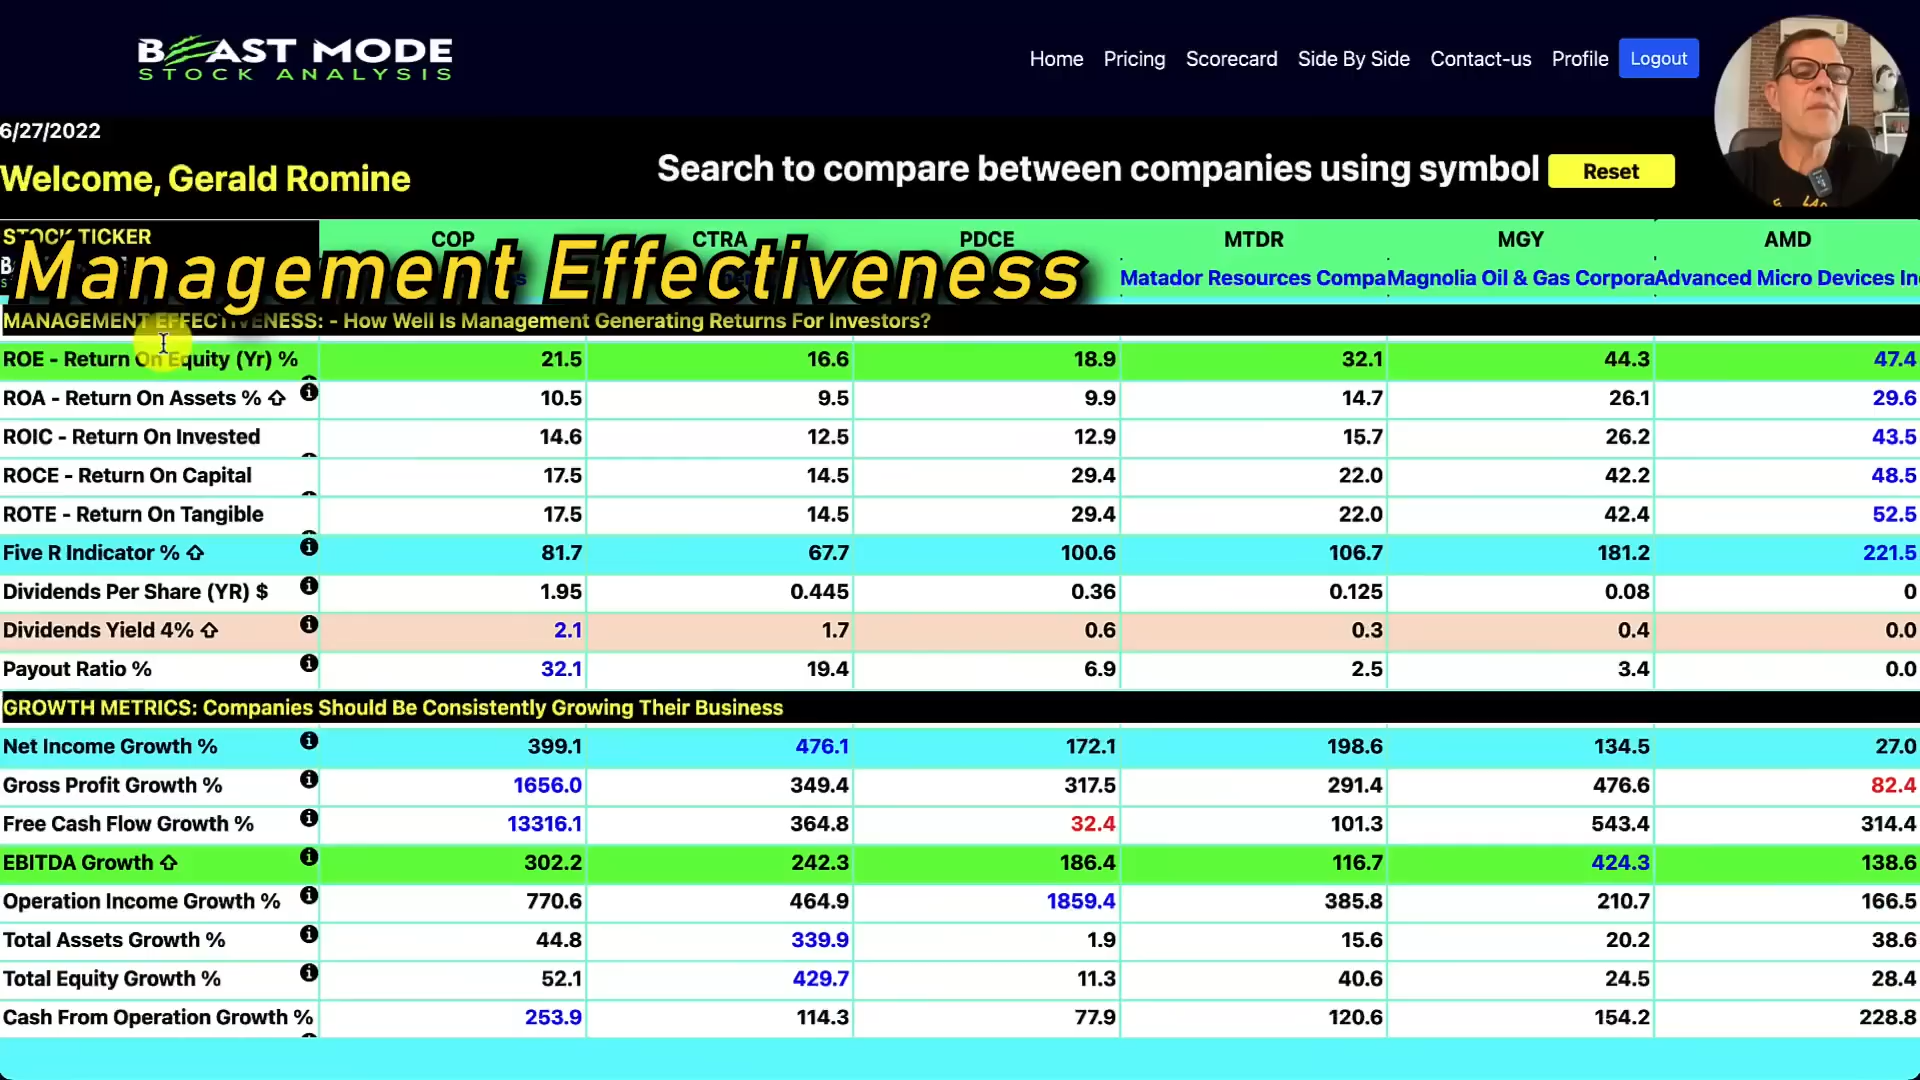 BEAST MODE
STOCK ANALYSIS
Home Pricing Scorecard Side By Side Contact-us Profile Logout
6/27/2022
Welcome, Gerald Romine
Search to compare between companies using symbol Reset
STOCK TICKER COP CTRA PDCE MTDR MGY AMD
Management Effectiveness
Matador Resources Compa Magnolia Oil & Gas Corpora Advanced Micro Devices In
MANAGEMENT EFFECTIVENESS: - How Well Is Management Generating Returns For Investors?
ROE - Return On Equity (Yr) % 21.5 16.6 18.9 32.1 44.3 47.4
ROA - Return On Assets % ⇧ 10.5 9.5 9.9 14.7 26.1 29.6
ROIC - Return On Invested 14.6 12.5 12.9 15.7 26.2 43.5
ROCE - Return On Capital 17.5 14.5 29.4 22.0 42.2 48.5
ROTE - Return On Tangible 17.5 14.5 29.4 22.0 42.4 52.5
Five R Indicator % ⇧ 81.7 67.7 100.6 106.7 181.2 221.5
Dividends Per Share (YR) $ 1.95 0.445 0.36 0.125 0.08 0
Dividends Yield 4% ⇧ 2.1 1.7 0.6 0.3 0.4 0.0
Payout Ratio % 32.1 19.4 6.9 2.5 3.4 0.0
GROWTH METRICS: Companies Should Be Consistently Growing Their Business
Net Income Growth % 399.1 476.1 172.1 198.6 134.5 27.0
Gross Profit Growth % 1656.0 349.4 317.5 291.4 476.6 82.4
Free Cash Flow Growth % 13316.1 364.8 32.4 101.3 543.4 314.4
EBITDA Growth ⇧ 302.2 242.3 186.4 116.7 424.3 138.6
Operation Income Growth % 770.6 464.9 1859.4 385.8 210.7 166.5
Total Assets Growth % 44.8 339.9 1.9 15.6 20.2 38.6
Total Equity Growth % 52.1 429.7 11.3 40.6 24.5 28.4
Cash From Operation Growth % 253.9 114.3 77.9 120.6 154.2 228.8